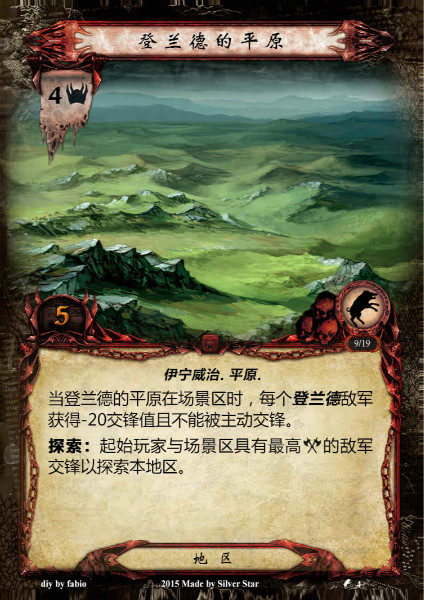 登兰德的平原
4
5
9/19
伊宁威治. 平原.
当登兰德的平原在场景区时，每个登兰德敌军
获得-20交锋值且不能被主动交锋。
探索：起始玩家与场景区具有最高的敌军
交锋以探索本地区。
地 区
diy by fabio 2015 Made by Silver Star 4